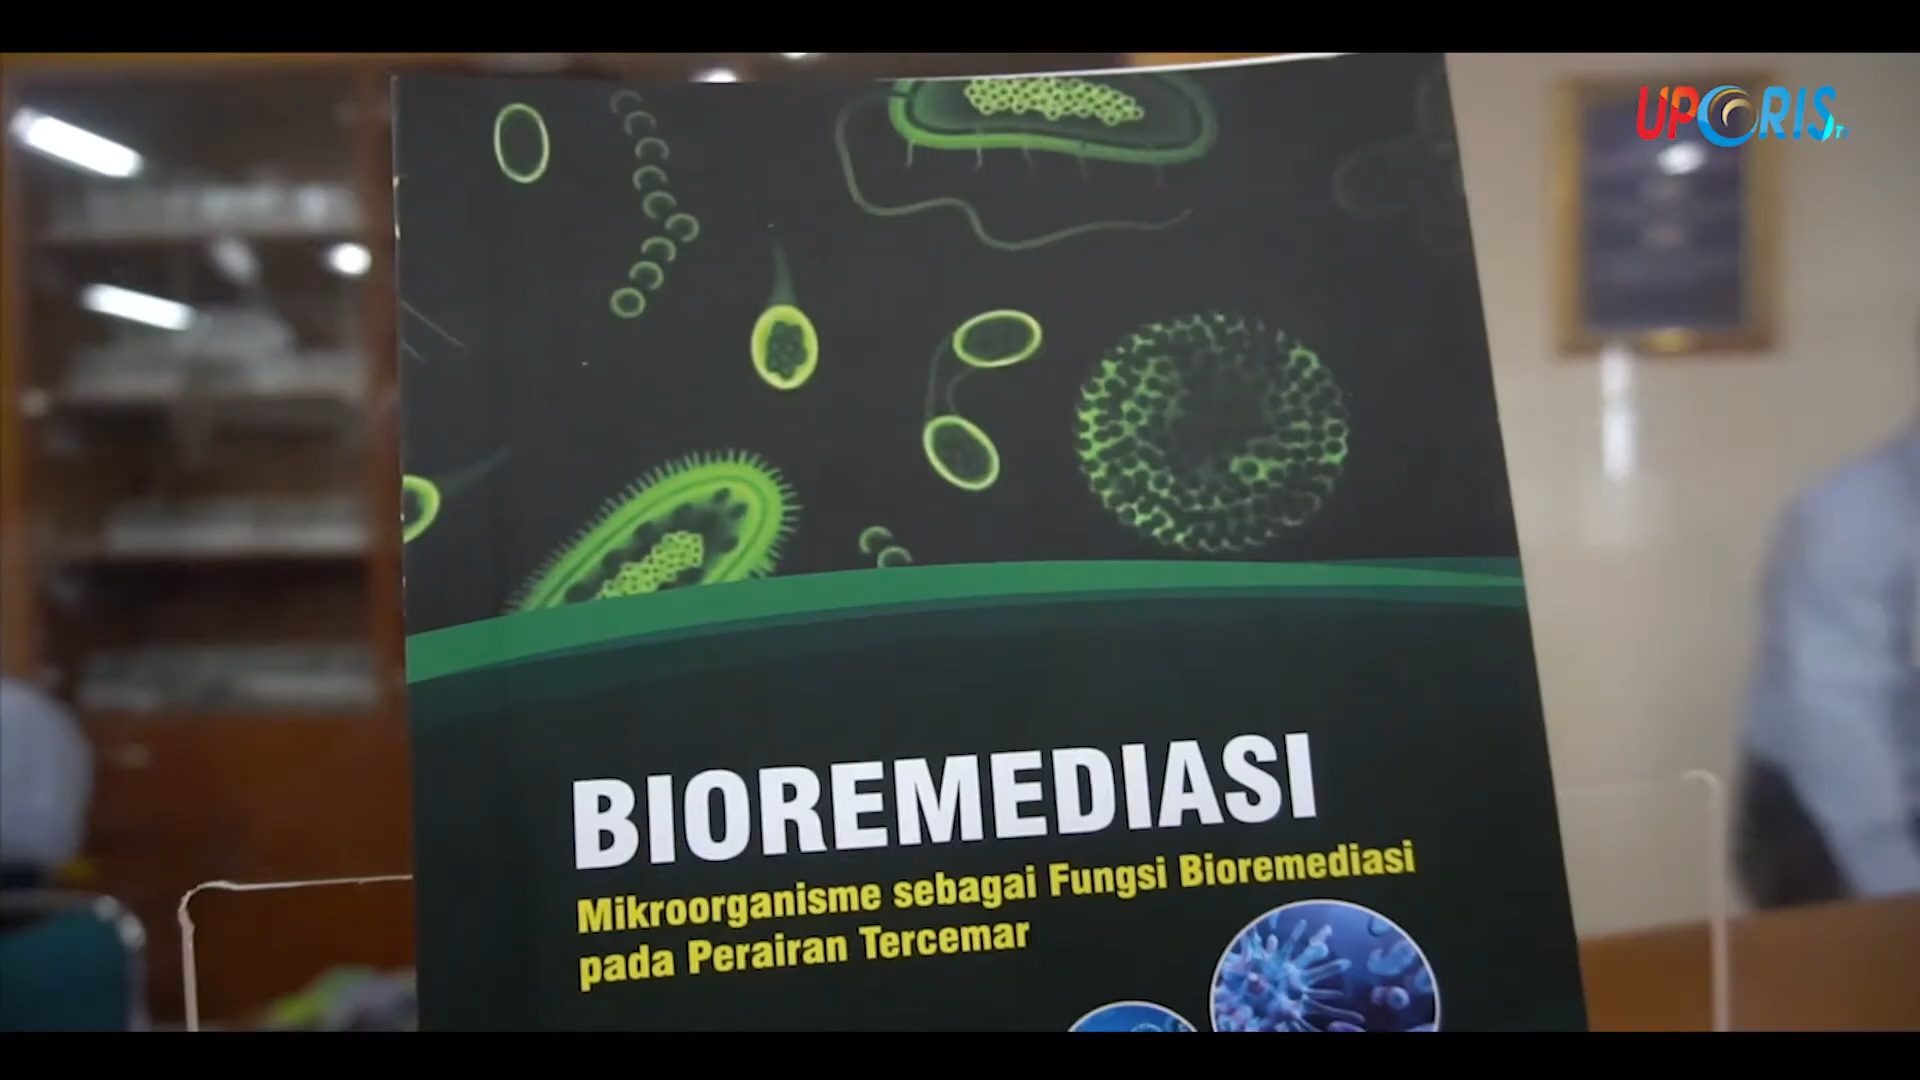 UPORIS
BIOREMEDIASI
Mikroorganisme sebagai Fungsi Bioremediasi
pada Perairan Tercemar